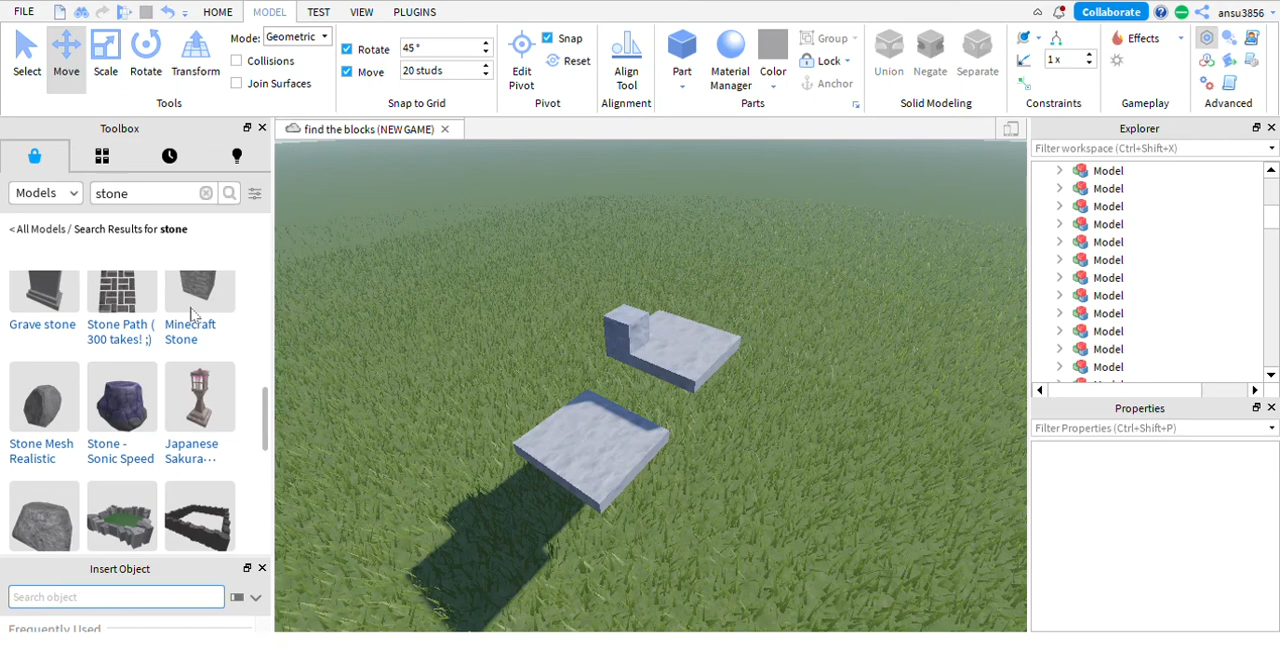 FILE HOME MODEL TEST VIEW PLUGINS Collaborate ansu3856
Select Move Scale Rotate Transform
Mode: Geometric
Collisions
Join Surfaces
Tools
Rotate 45°
Move 20 studs
Snap to Grid
Edit Pivot
Snap
Reset
Pivot
Align Tool
Alignment
Part
Material Manager
Color
Group
Lock
Anchor
Parts
Union Negate Separate
Solid Modeling
1 x
Constraints
Effects
Gameplay
Advanced
Toolbox
find the blocks (NEW GAME)
Models stone
< All Models / Search Results for stone
Grave stone
Stone Path ( 300 takes! ;)
Minecraft Stone
Stone Mesh Realistic
Stone - Sonic Speed
Japanese Sakura···
Insert Object
Search object
Frequently Used
Explorer
Filter workspace (Ctrl+Shift+X)
Model
Model
Model
Model
Model
Model
Model
Model
Model
Model
Model
Model
Properties
Filter Properties (Ctrl+Shift+P)